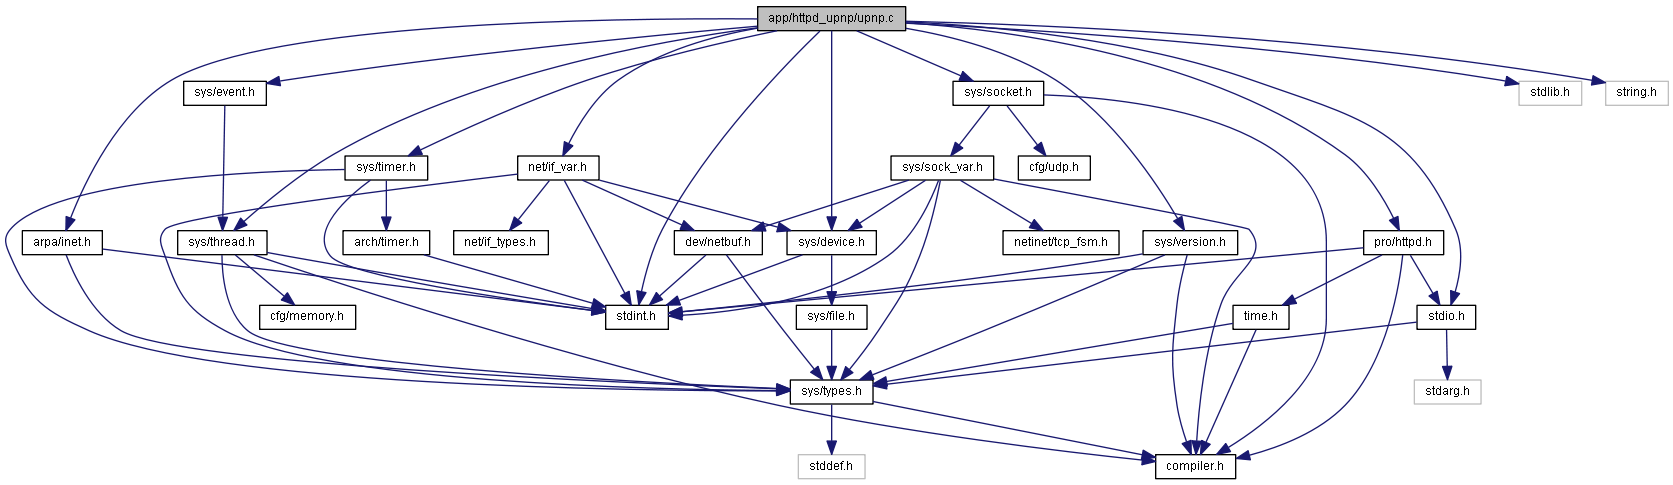 app/httpd_upnp/upnp.c
sys/event.h
sys/socket.h
stdlib.h
string.h
sys/timer.h
net/if_var.h
sys/sock_var.h
cfg/udp.h
arpa/inet.h
sys/thread.h
arch/timer.h
net/if_types.h
dev/netbuf.h
sys/device.h
netinet/tcp_fsm.h
sys/version.h
pro/httpd.h
cfg/memory.h
stdint.h
sys/file.h
time.h
stdio.h
sys/types.h
stdarg.h
stddef.h
compiler.h